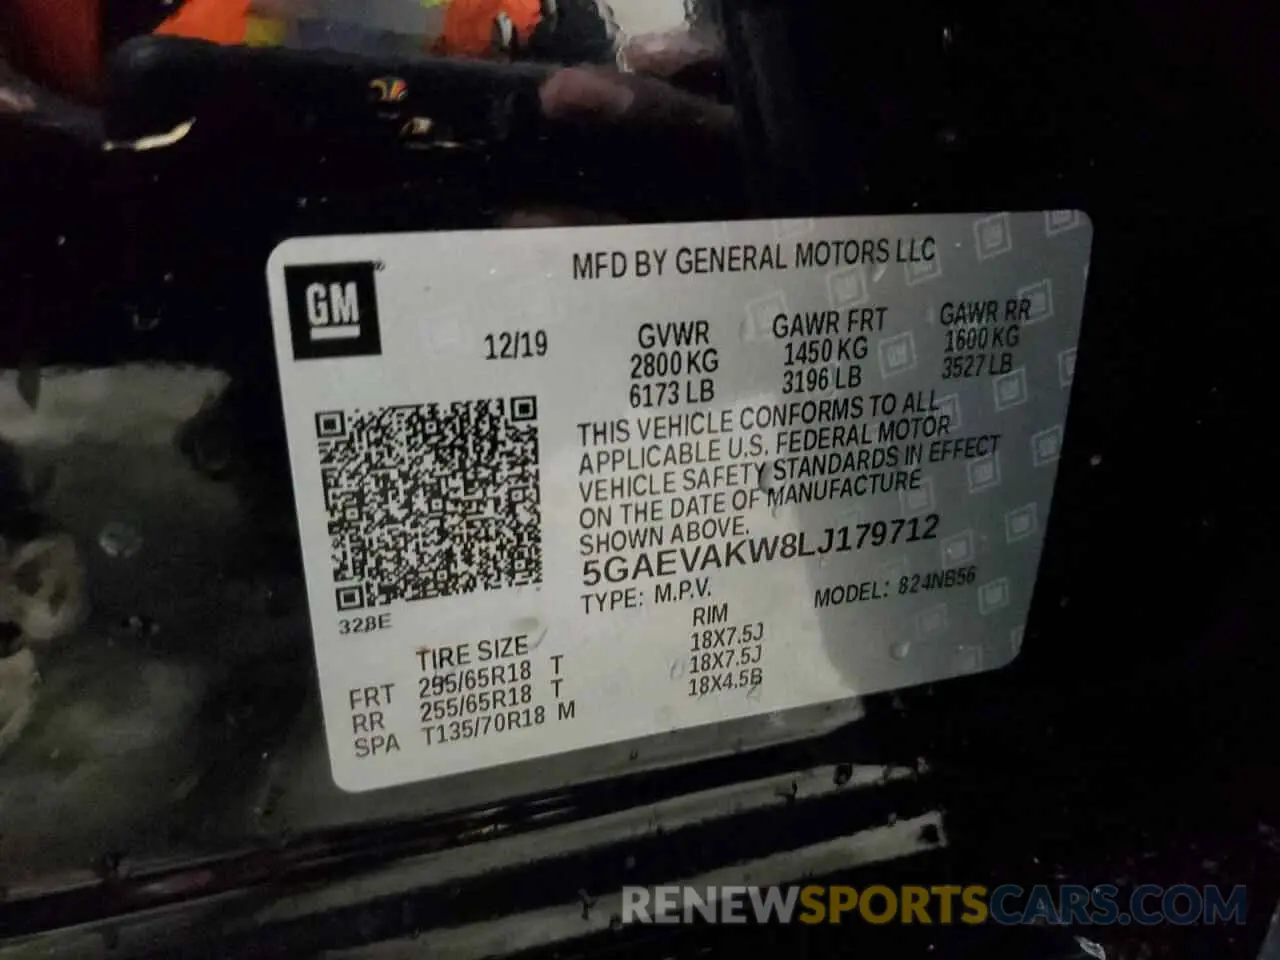 MFD BY GENERAL MOTORS LLC
GM
12/19
GVWR GAWR FRT GAWR RR
2800 KG 1450 KG 1600 KG
6173 LB 3196 LB 3527 LB
THIS VEHICLE CONFORMS TO ALL
APPLICABLE U.S. FEDERAL MOTOR
VEHICLE SAFETY STANDARDS IN EFFECT
ON THE DATE OF MANUFACTURE
SHOWN ABOVE.
5GAEVAKW8LJ179712
TYPE: M.P.V. MODEL: 824NB56
328E
TIRE SIZE RIM
FRT 255/65R18 T 18X7.5J
RR 255/65R18 T 18X7.5J
SPA T135/70R18 M 18X4.5B
RENEWSPORTSCARS.COM